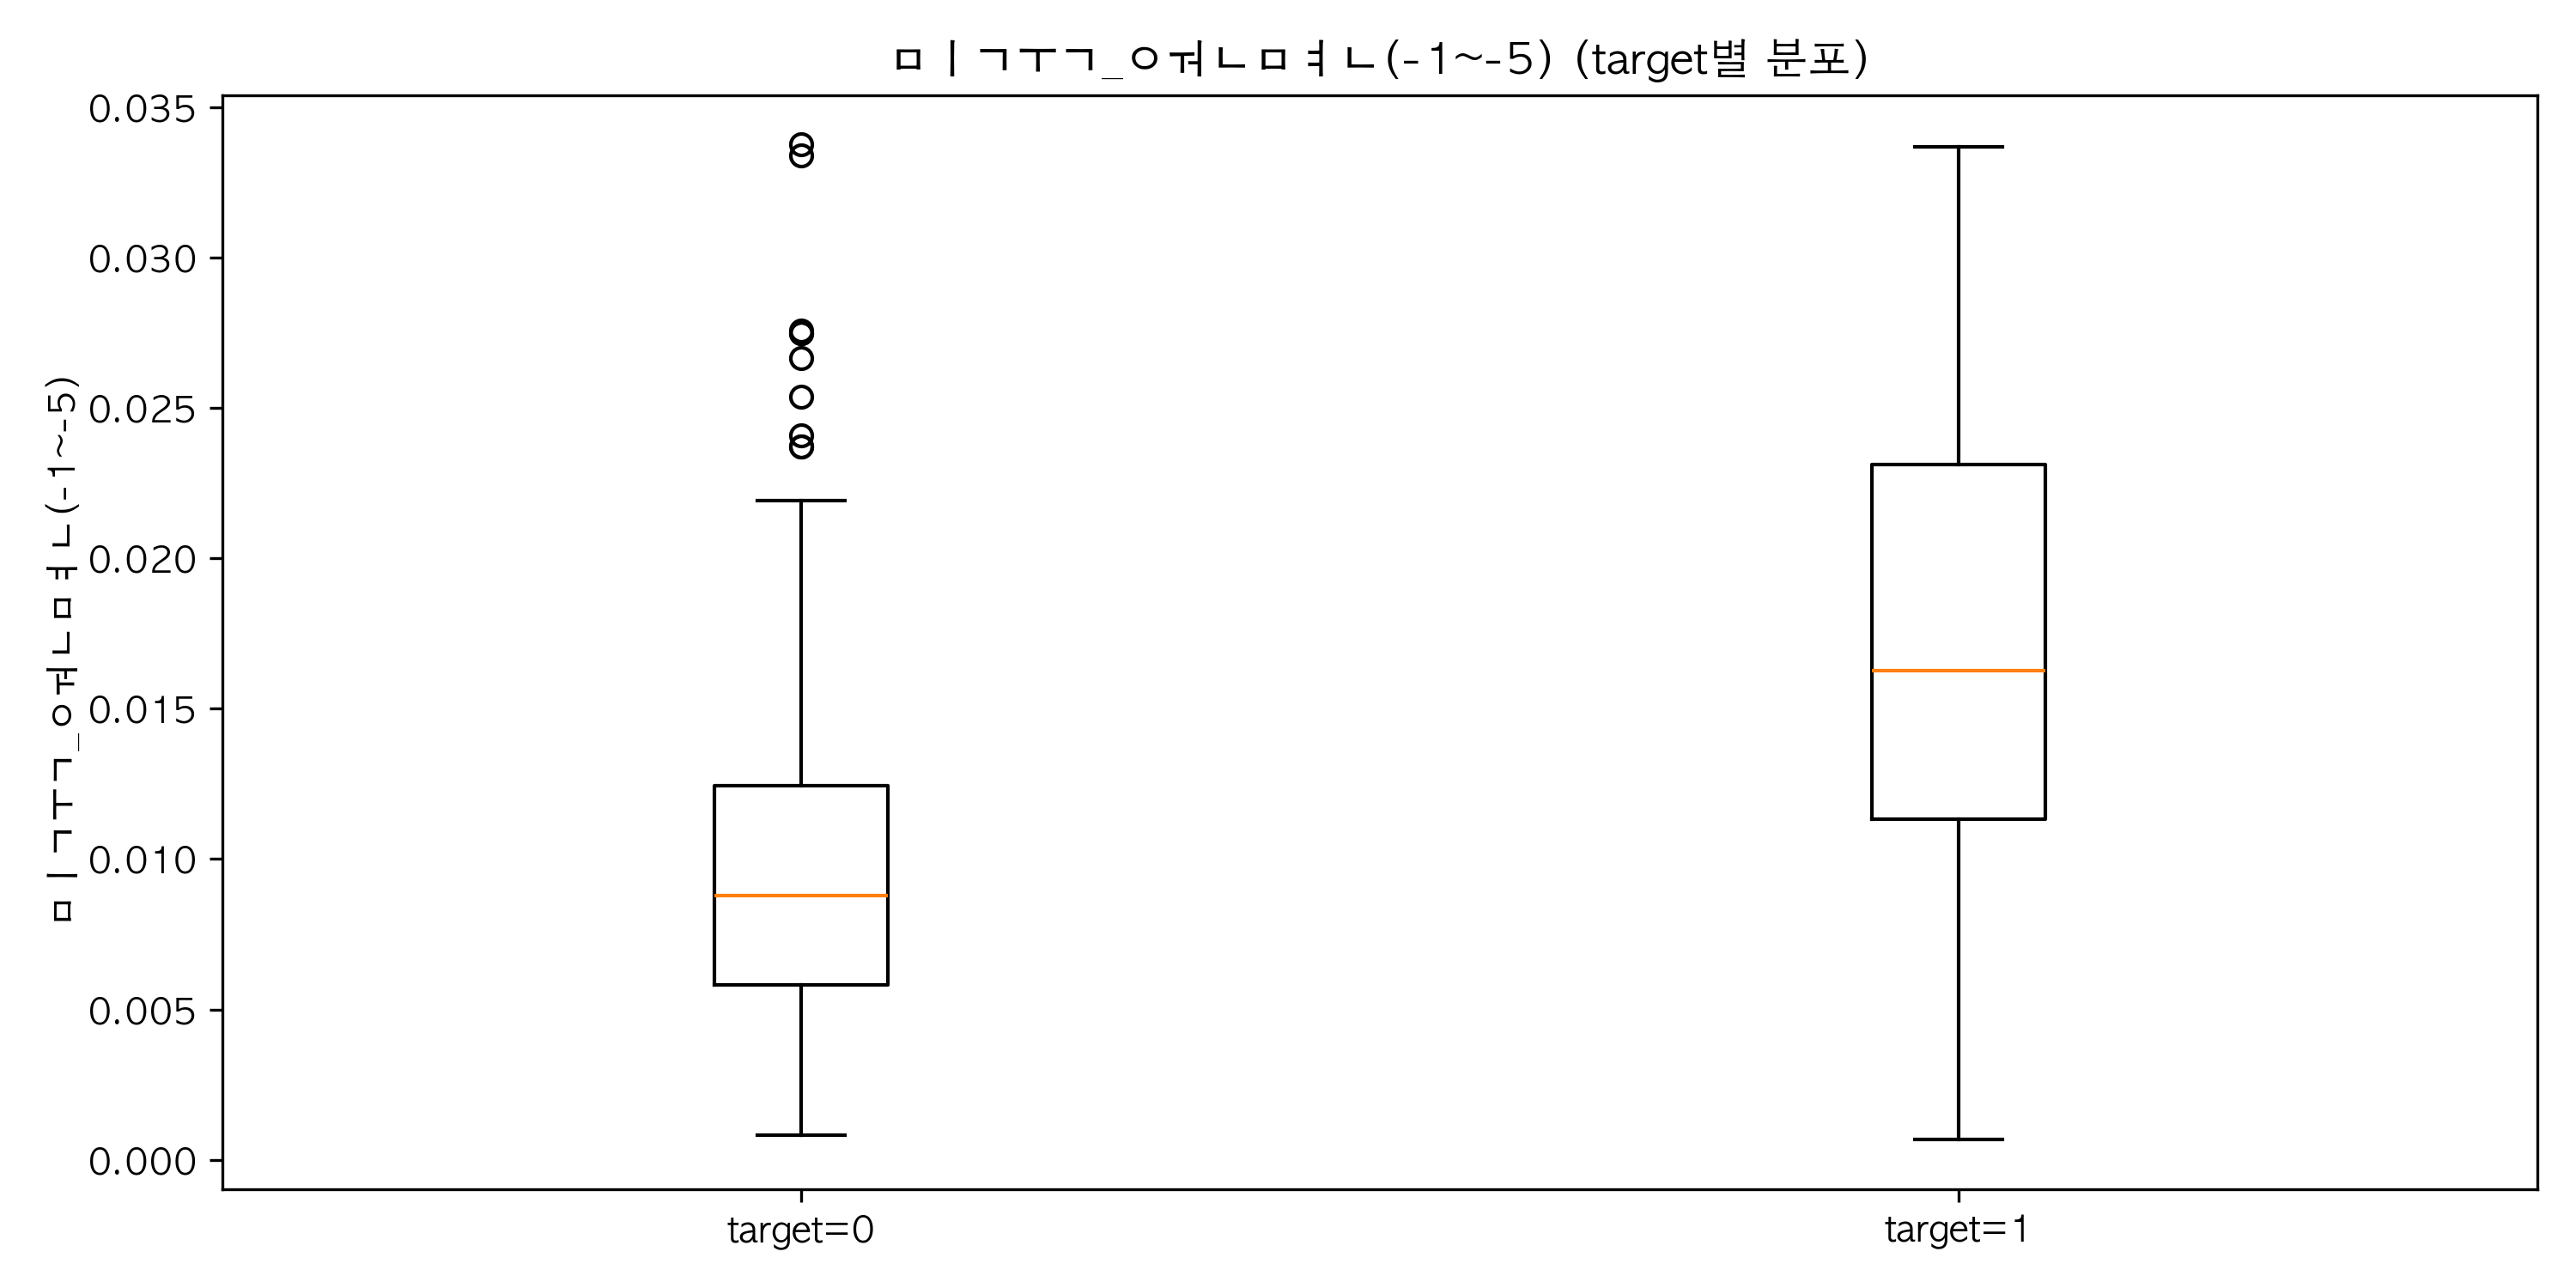 ㅁㅣㄱㅜㄱ_ㅇㅝㄴㅁㅕㄴ(-1~-5) (target별 분포)
ㅁㅣㄱㅜㄱ_ㅇㅝㄴㅁㅕㄴ(-1~-5)
0.035
0.030
0.025
0.020
0.015
0.010
0.005
0.000
target=0
target=1